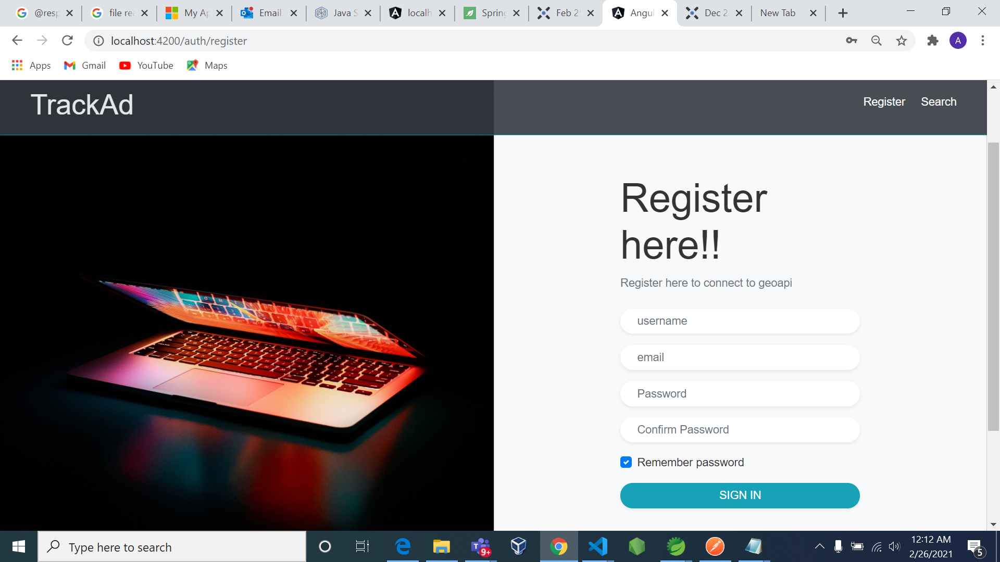 @resp
file re
My Ap
Email
Java S
localh
Spring
Feb 2
Angul
Dec 2
New Tab
localhost:4200/auth/register
A
Apps
Gmail
YouTube
Maps
TrackAd
Register
Search
Register
here!!
Register here to connect to geoapi
username
email
Password
Confirm Password
Remember password
SIGN IN
Type here to search
9+
12:12 AM
2/26/2021
5